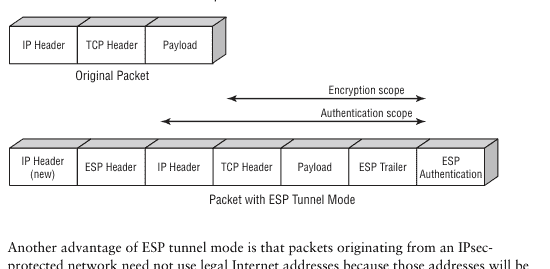 IP Header TCP Header Payload
Original Packet
Encryption scope
Authentication scope
IP Header (new) ESP Header IP Header TCP Header Payload ESP Trailer ESP Authentication
Packet with ESP Tunnel Mode
Another advantage of ESP tunnel mode is that packets originating from an IPsec-
protected network need not use legal Internet addresses because those addresses will be